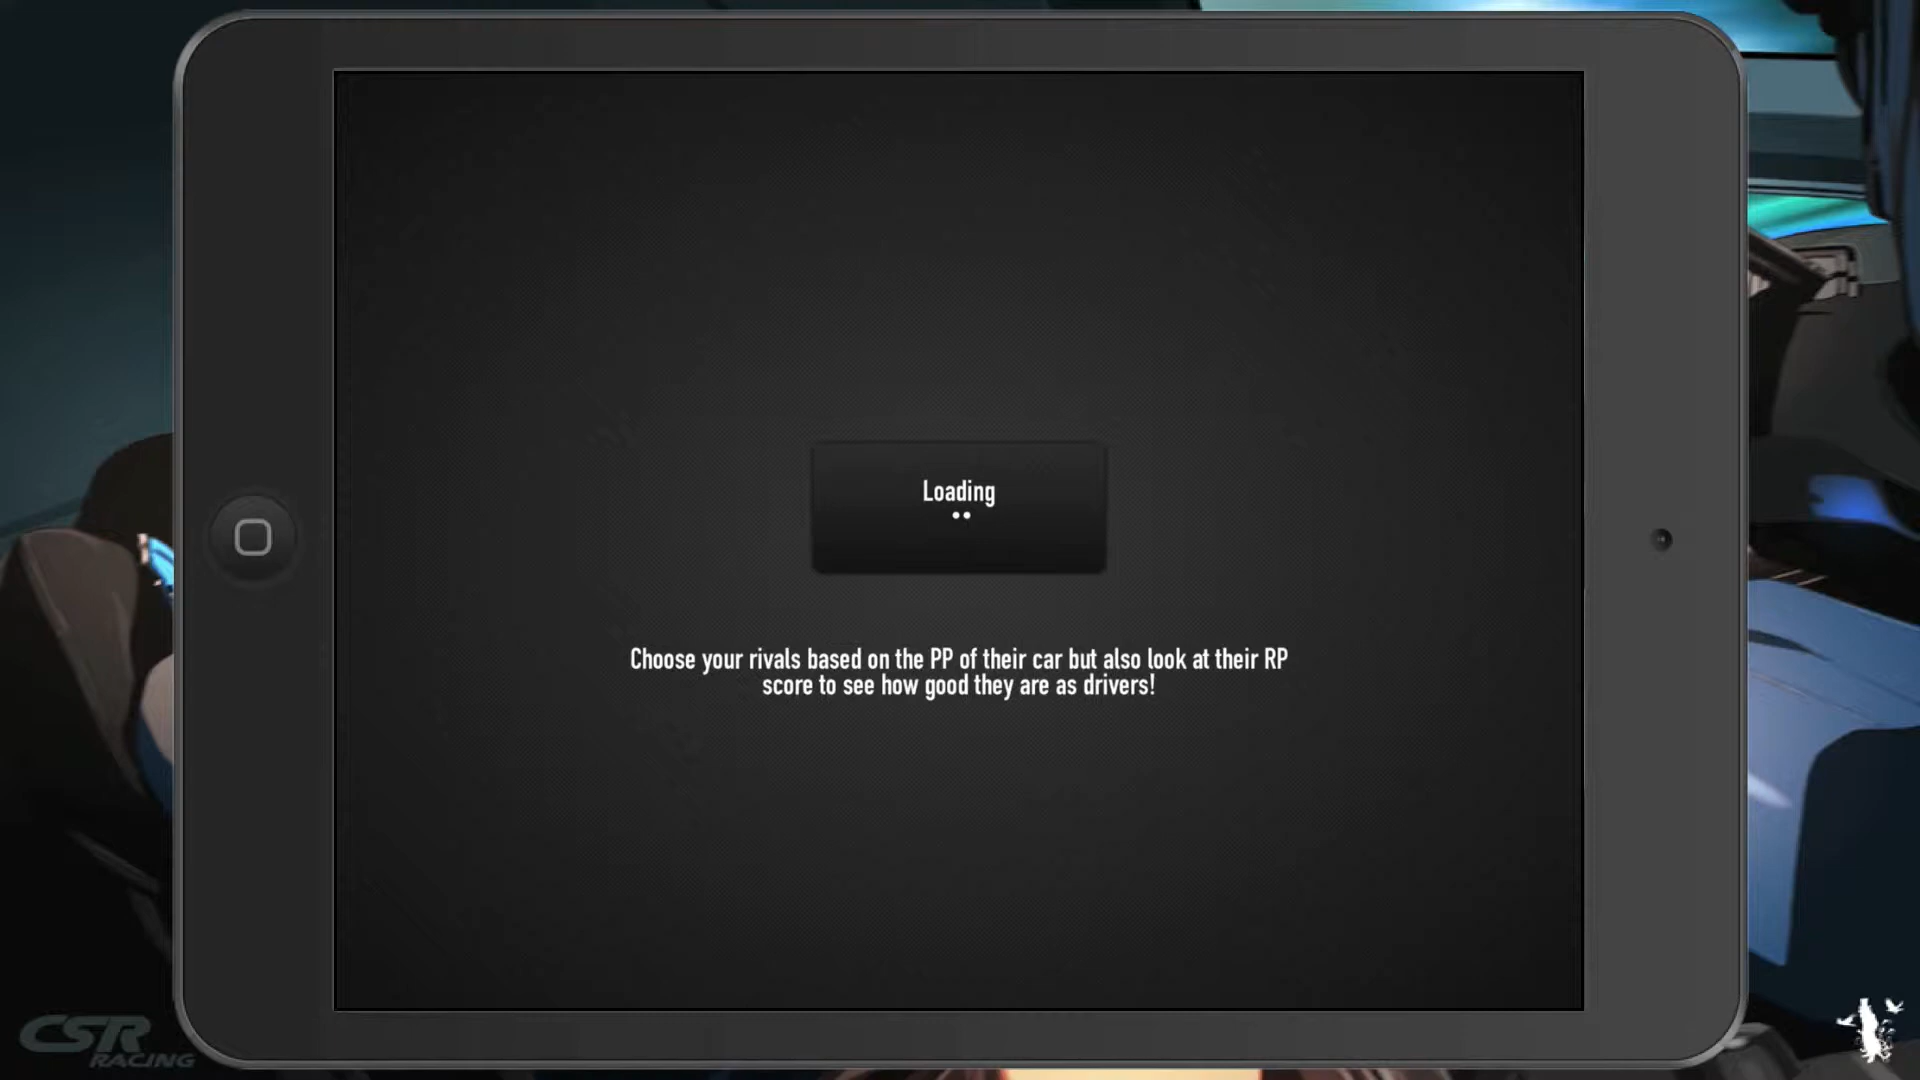 Loading
Choose your rivals based on the PP of their car but also look at their RP
score to see how good they are as drivers!
CSR
RACING